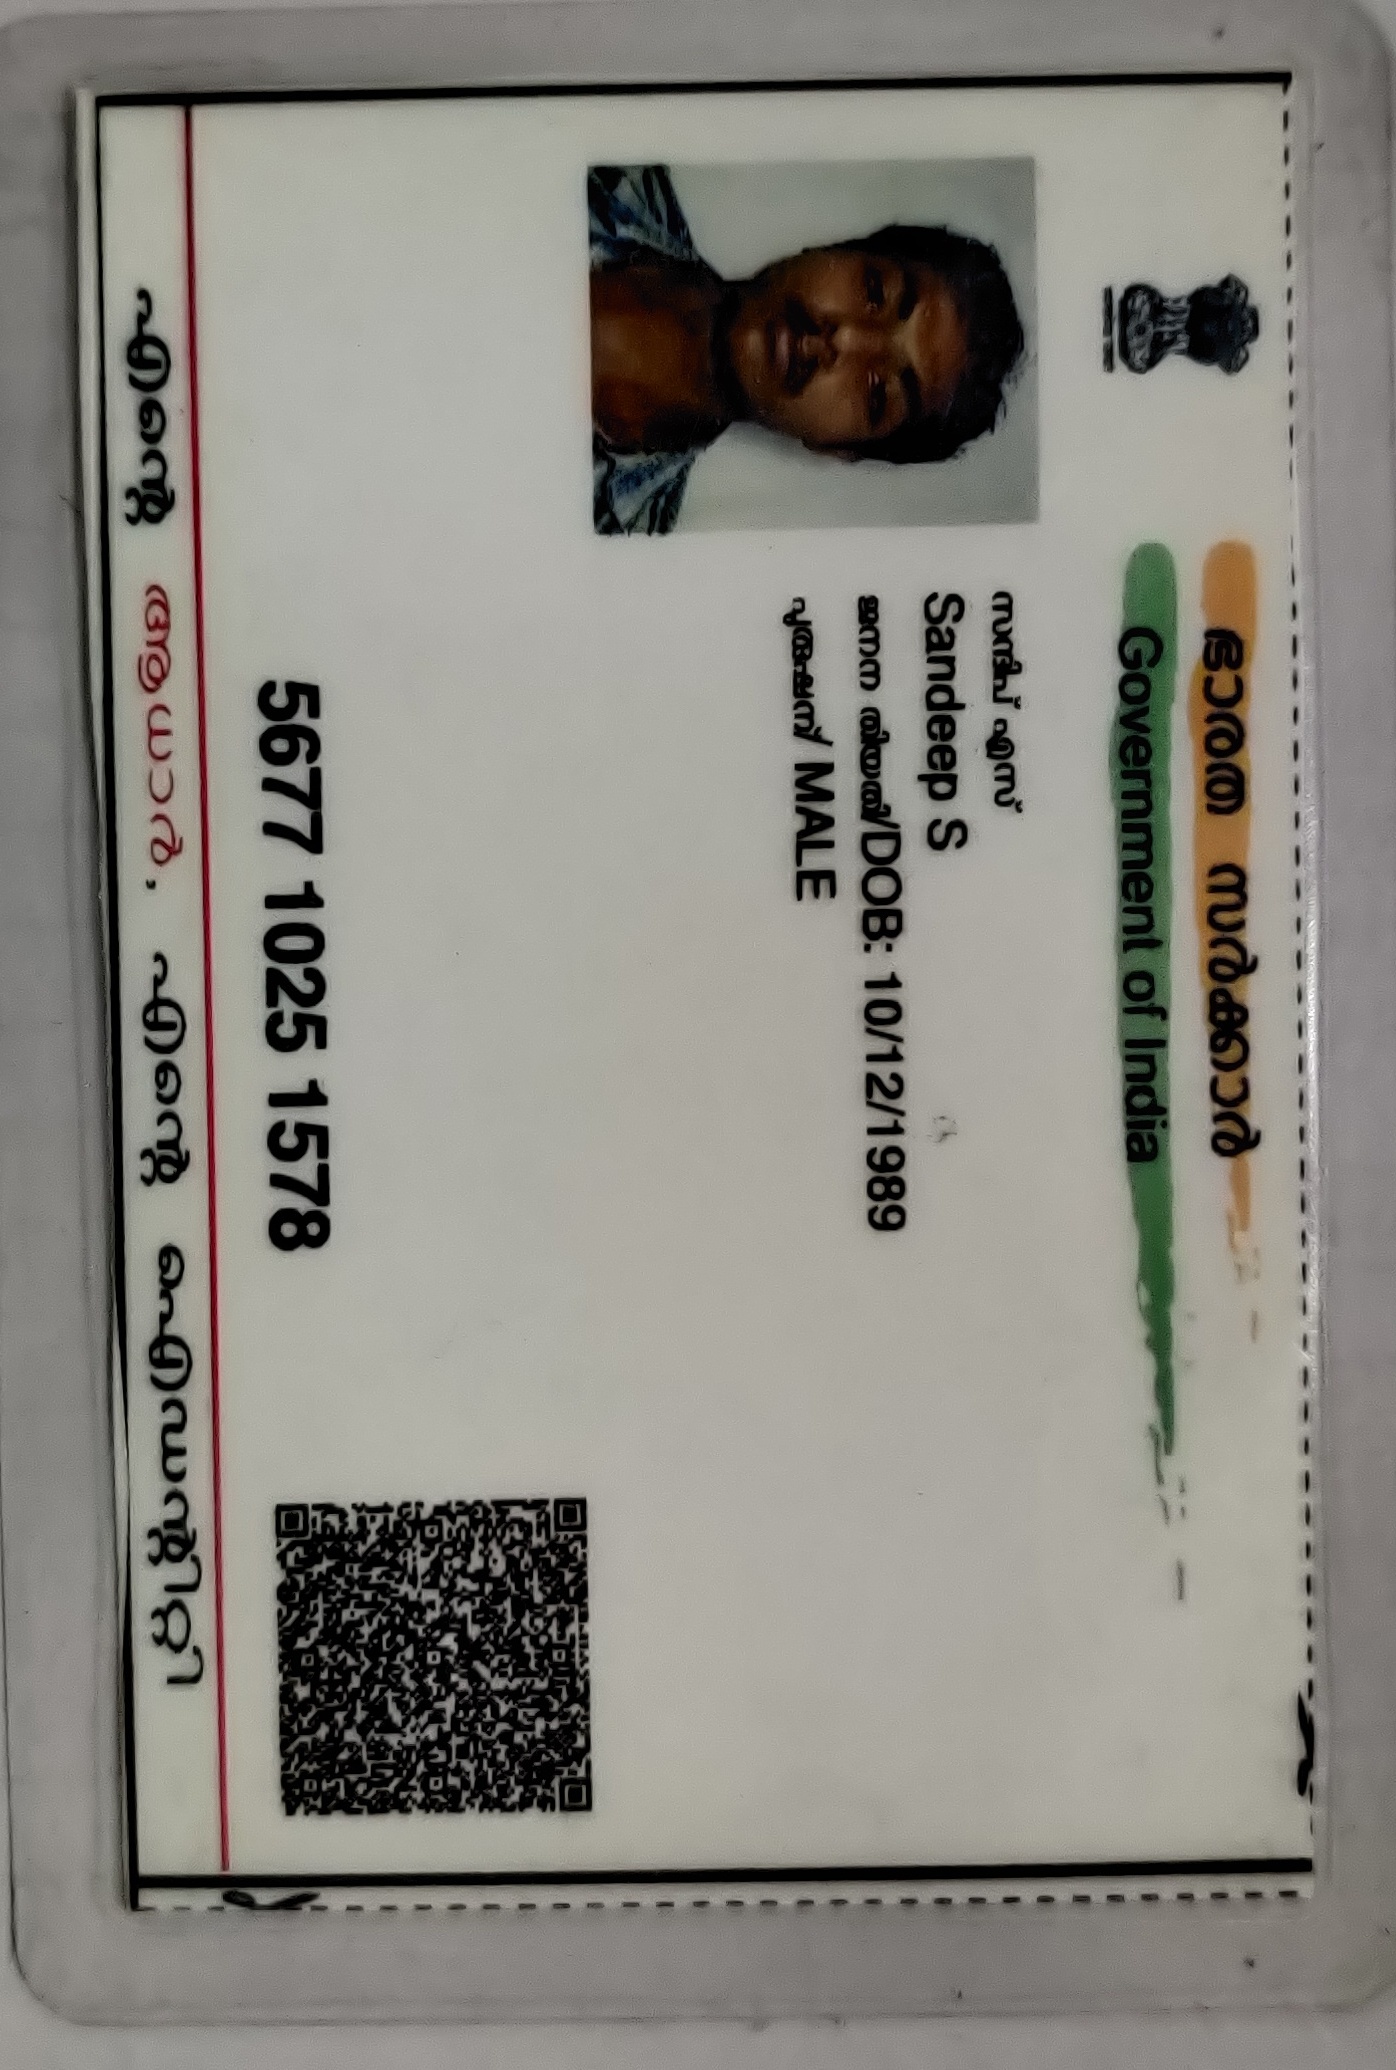 ഭാരത സർക്കാർ
Government of India
സന്ദീപ് എസ്
Sandeep S
ജനന തിയതി/DOB: 10/12/1989
പുരുഷന്/ MALE
5677 1025 1578
എന്റെ ആധാർ, എന്റെ ഐഡന്റിറ്റി